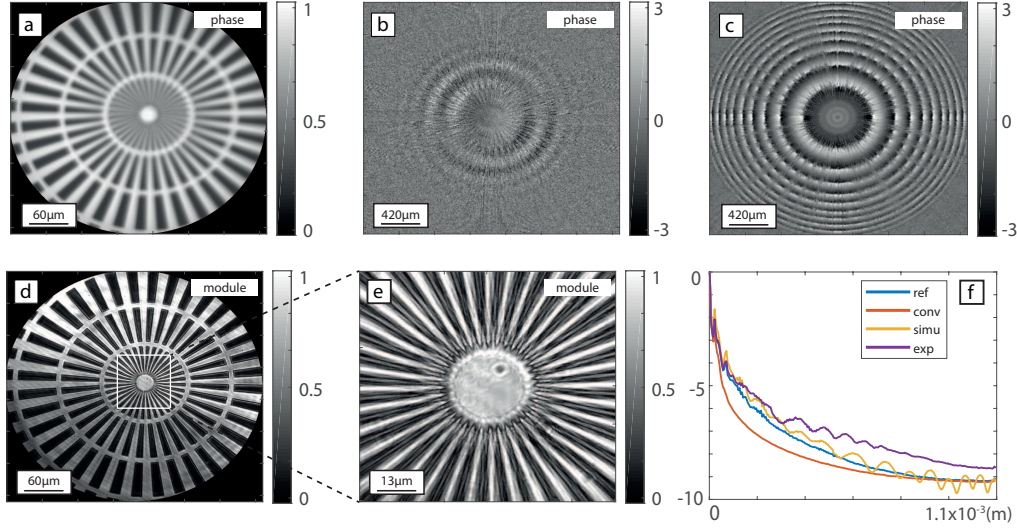 a
phase
1
0.5
0
60µm
b
phase
3
0
-3
420µm
c
phase
3
0
-3
420µm
d
module
1
0.5
0
60µm
e
module
1
0.5
0
13µm
f
ref
conv
simu
exp
-5
-10
0
1.1x10⁻³(m)